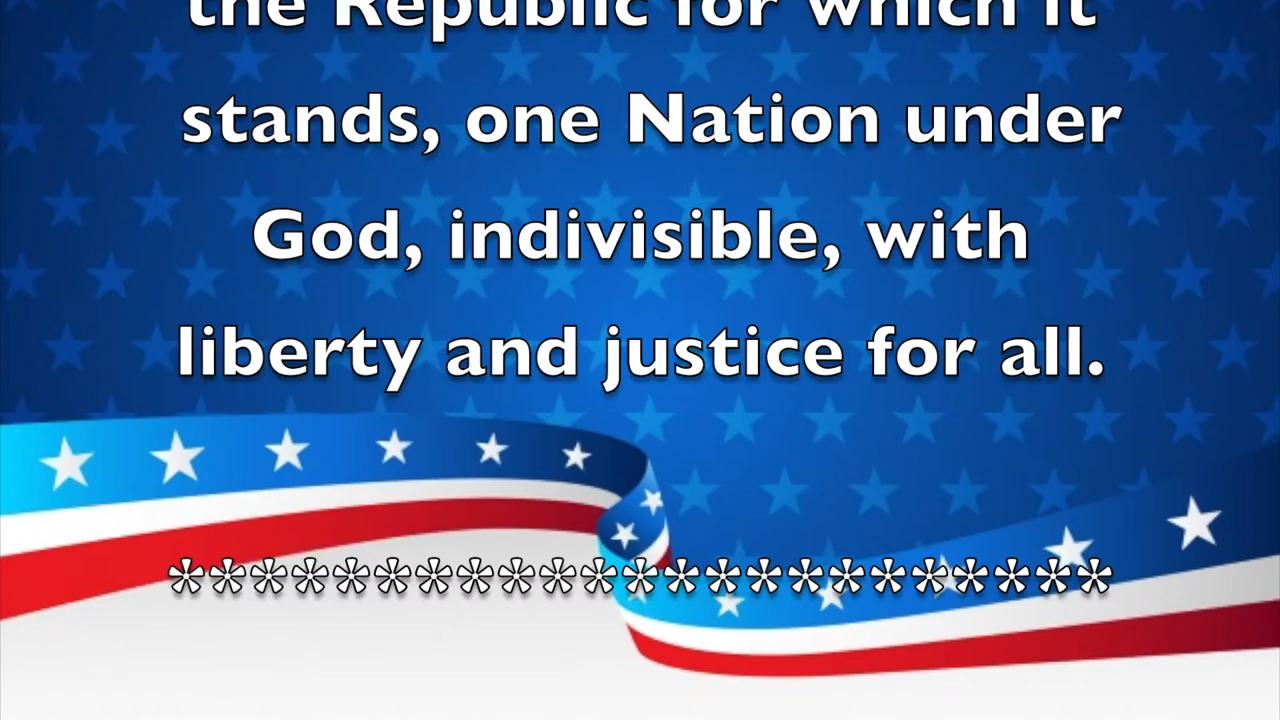 the Republic for which it
stands, one Nation under
God, indivisible, with
liberty and justice for all.
***********************